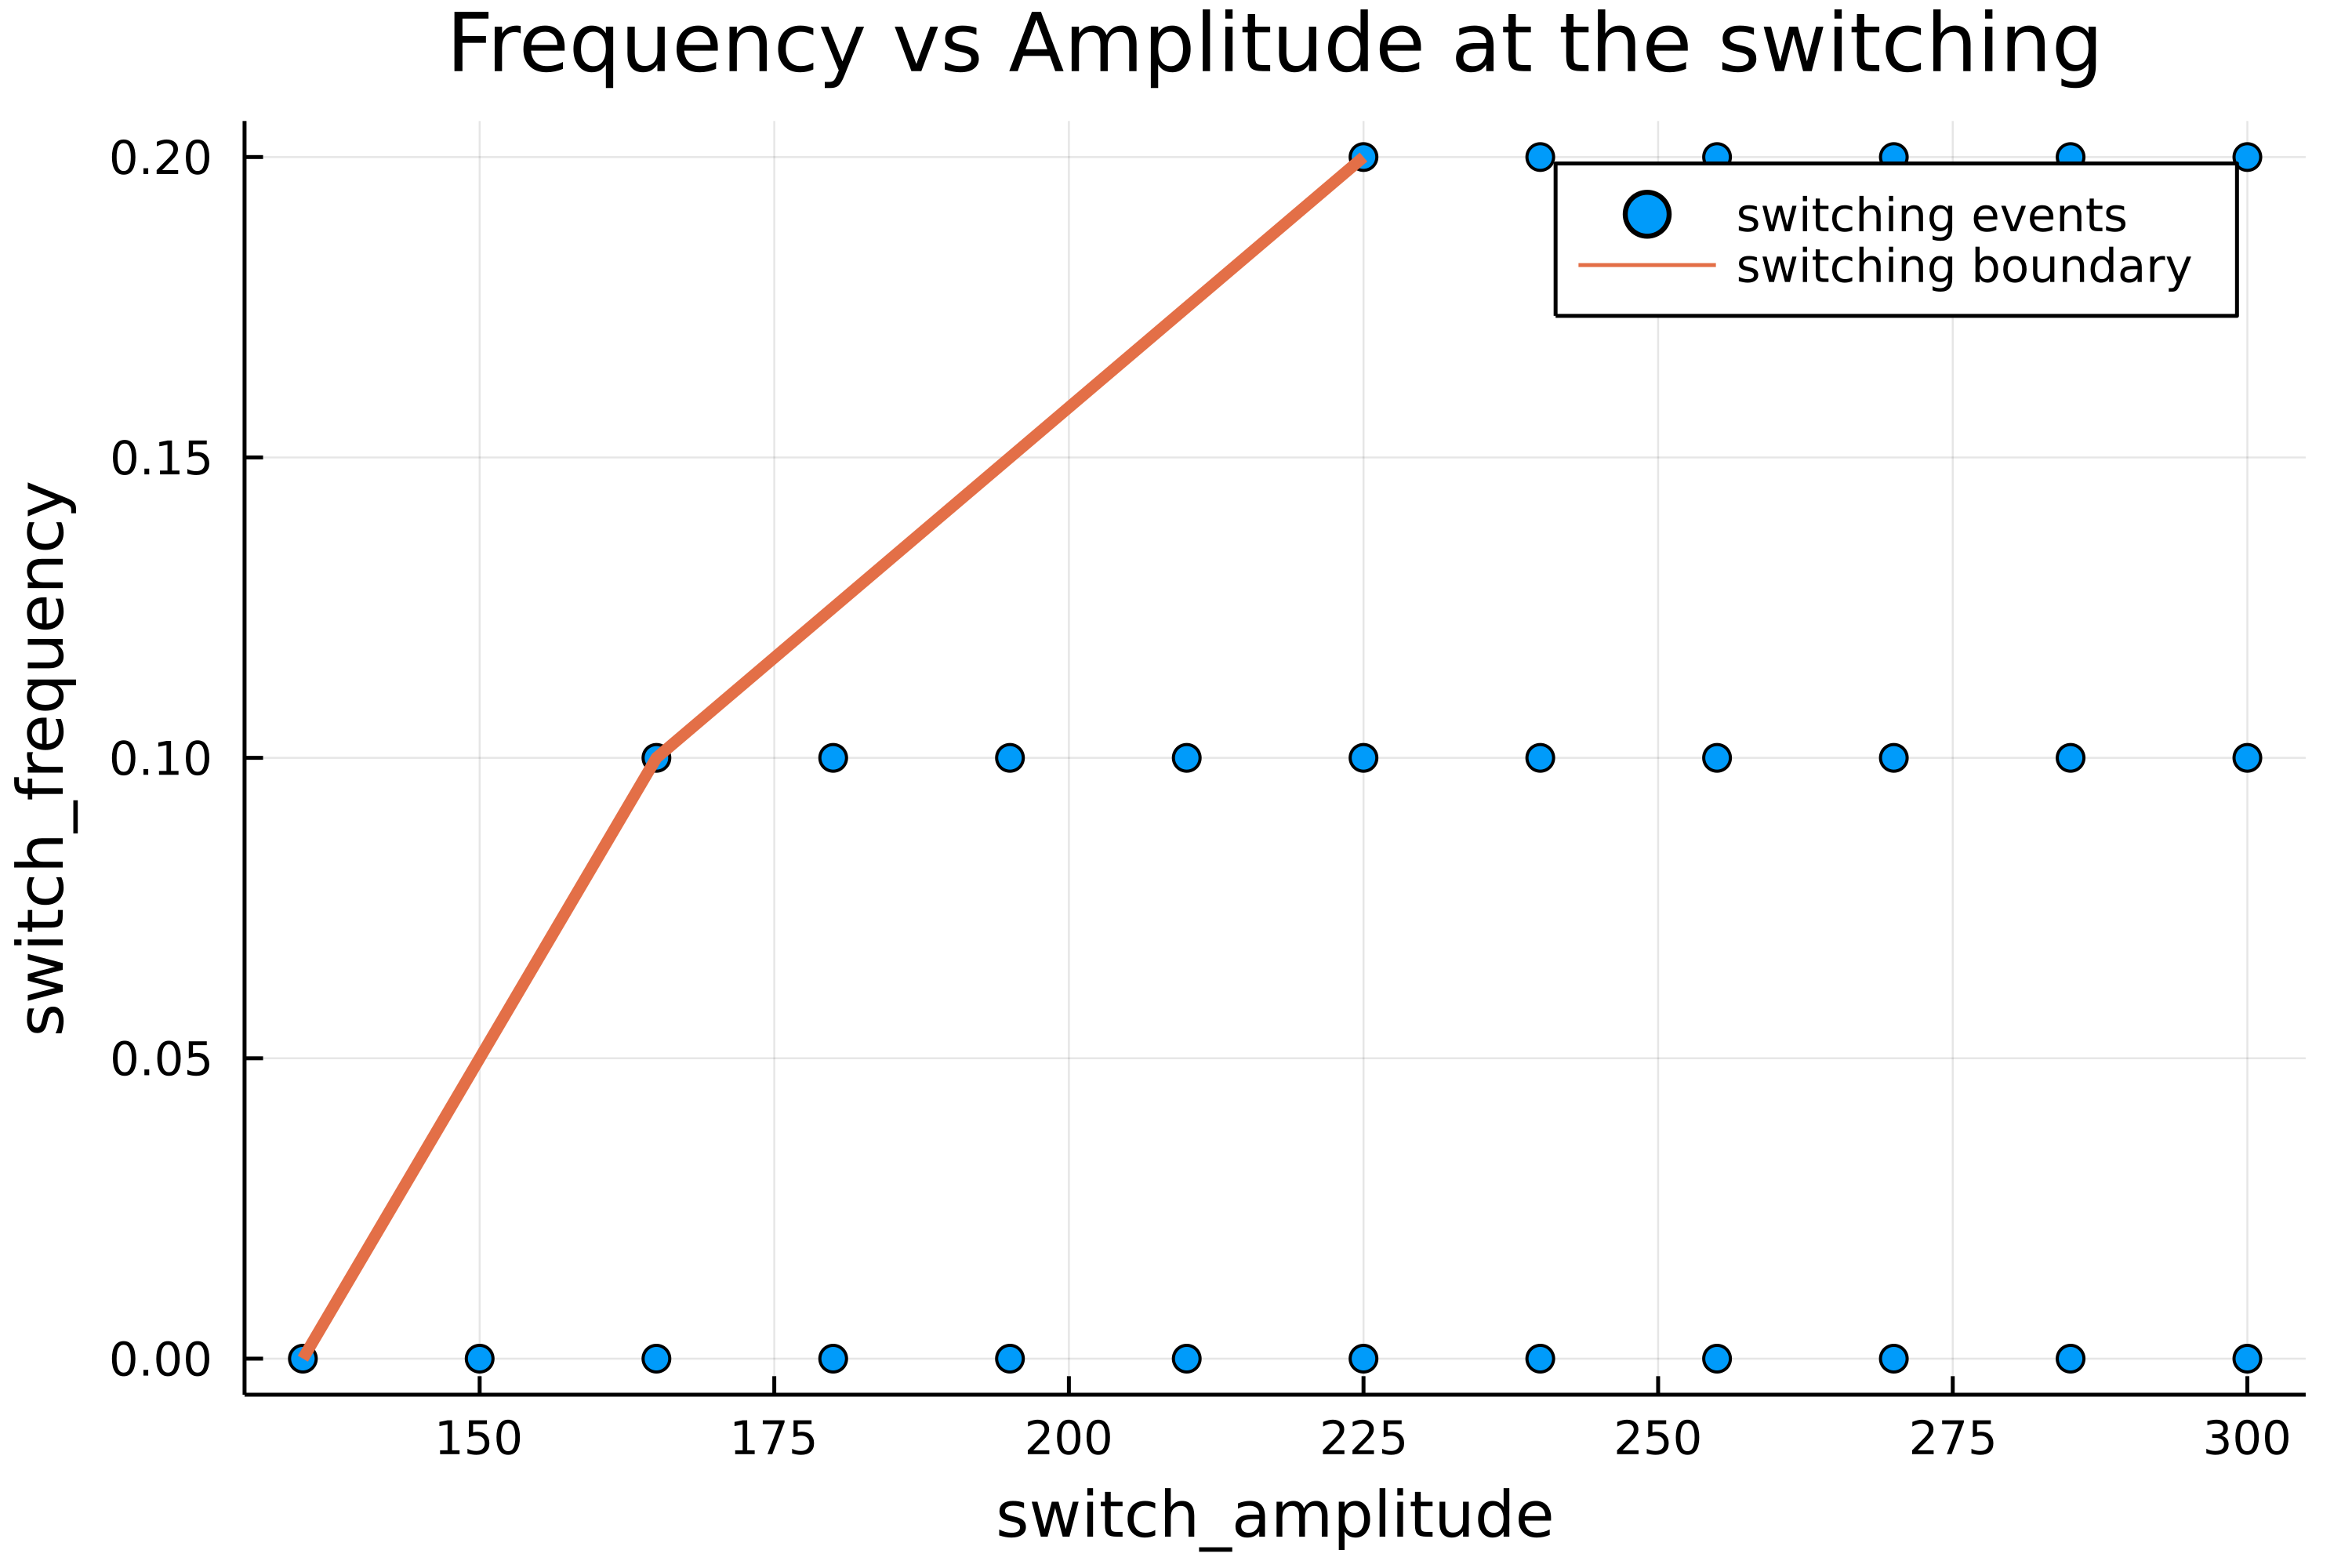 Frequency vs Amplitude at the switching
switching events
switching boundary
switch_frequency
0.20
0.15
0.10
0.05
0.00
150 175 200 225 250 275 300
switch_amplitude